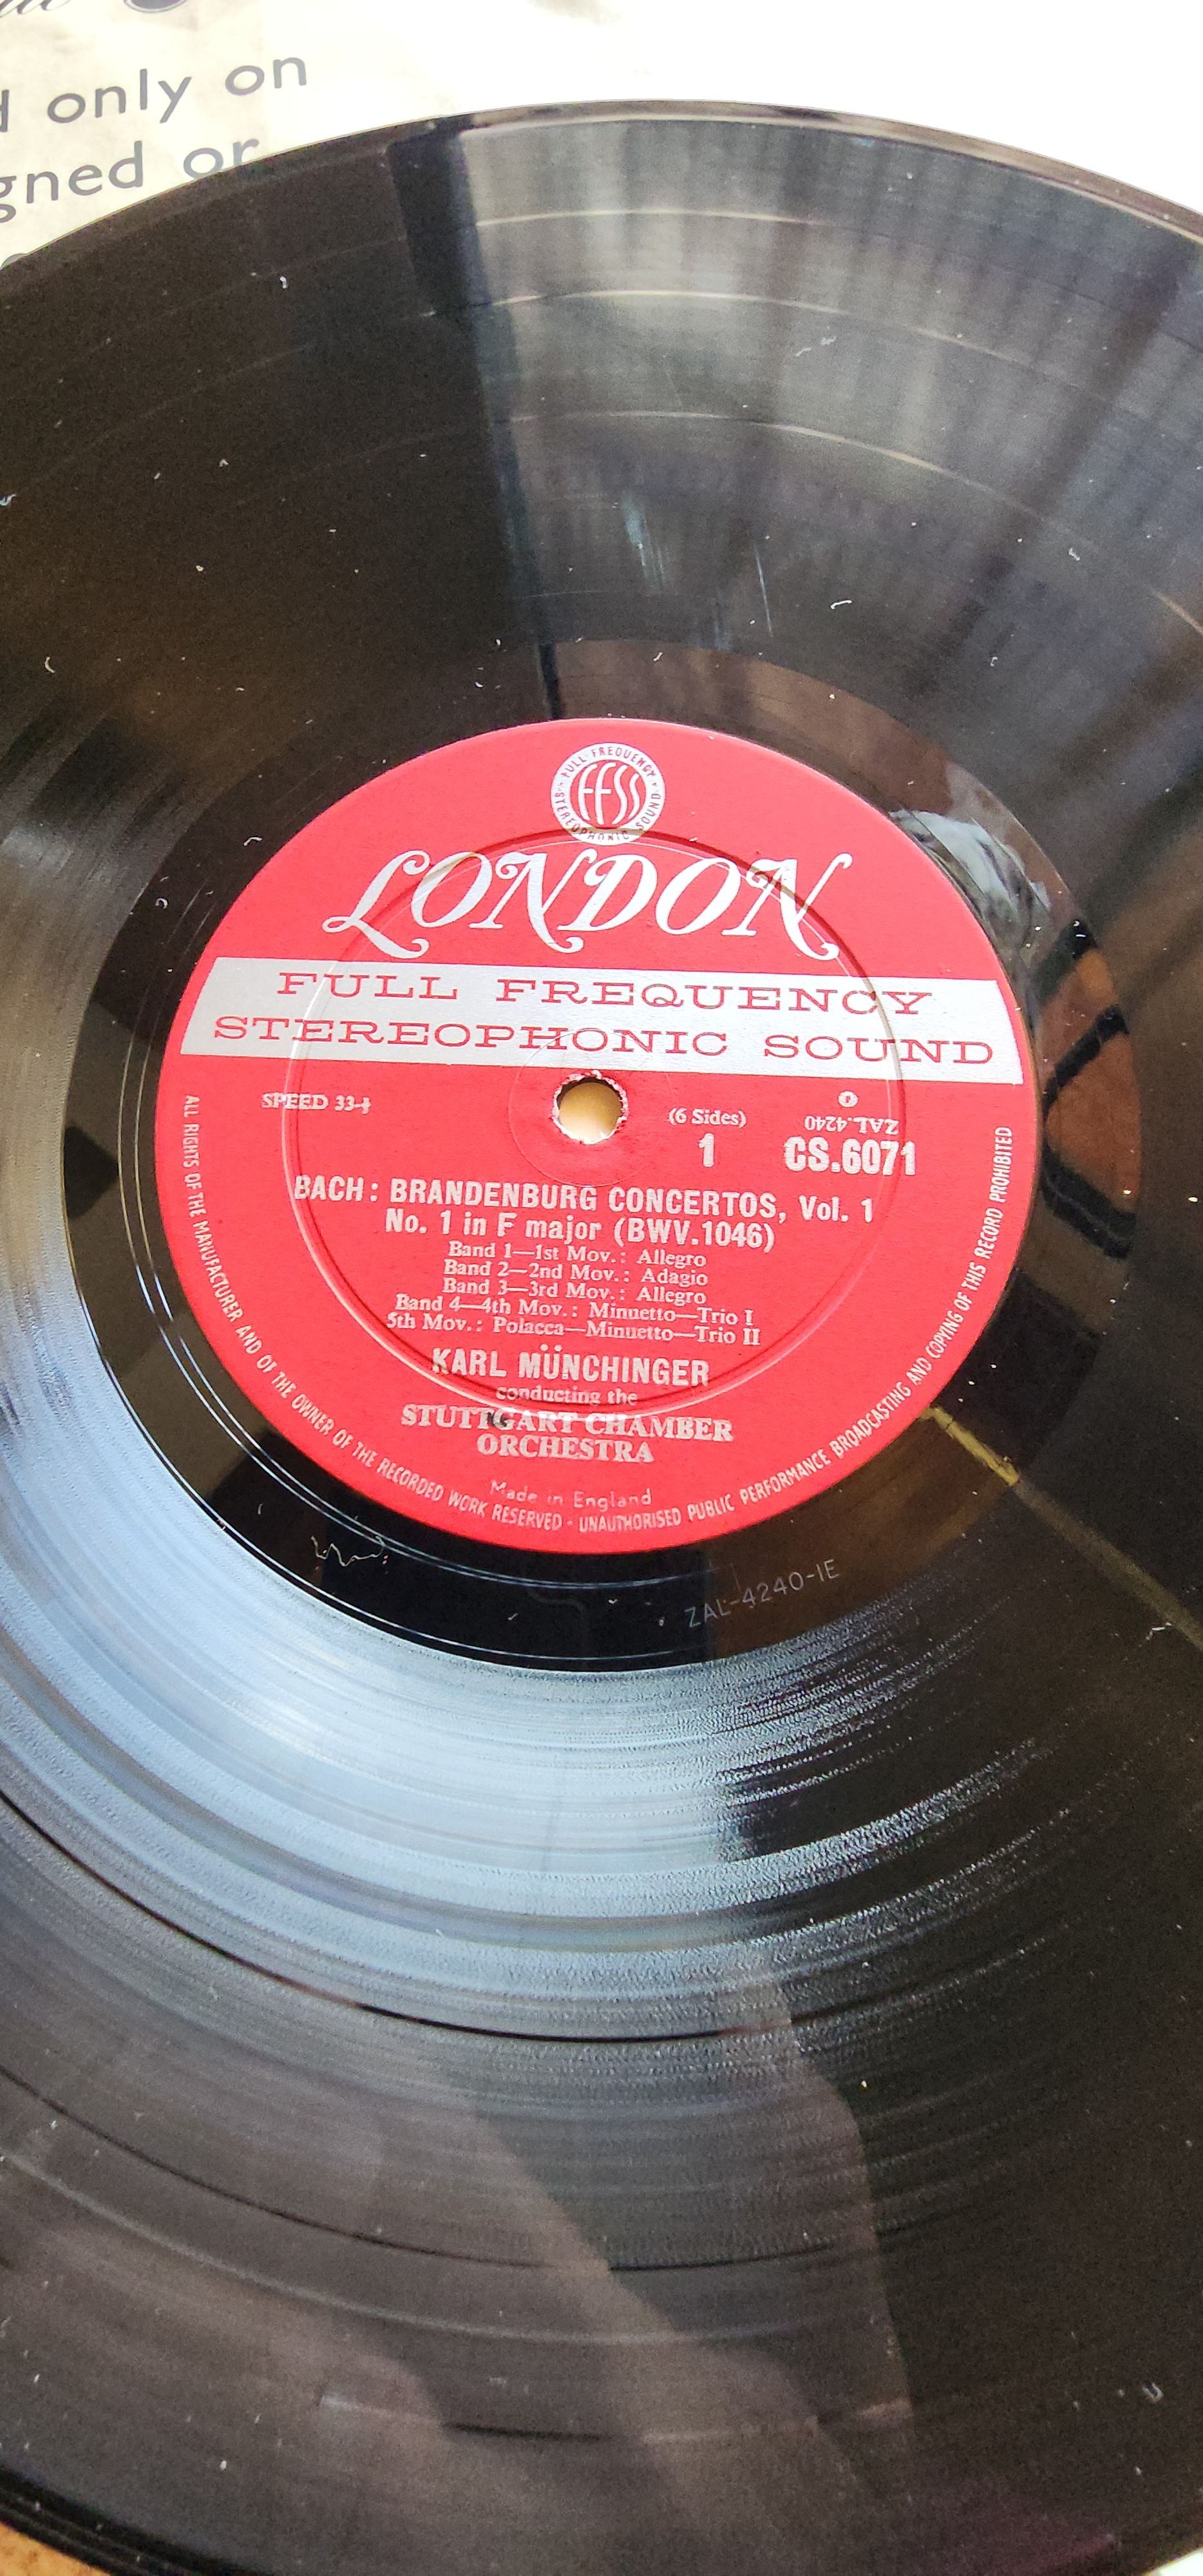 d only on
gned or
FULL FREQUENCY
FFSS
STEREOPHONIC SOUND
LONDON
FULL FREQUENCY
STEREOPHONIC SOUND
SPEED 33⅓
(6 Sides)
ZAL.4240
1
CS.6071
BACH : BRANDENBURG CONCERTOS, Vol. 1
No. 1 in F major (BWV.1046)
Band 1—1st Mov.: Allegro
Band 2—2nd Mov.: Adagio
Band 3—3rd Mov.: Allegro
Band 4—4th Mov.: Minuetto—Trio I
5th Mov.: Polacca—Minuetto—Trio II
KARL MÜNCHINGER
conducting the
STUTTGART CHAMBER
ORCHESTRA
Made in England
ALL RIGHTS OF THE MANUFACTURER AND OF THE OWNER OF THE RECORDED WORK RESERVED · UNAUTHORISED PUBLIC PERFORMANCE BROADCASTING AND COPYING OF THIS RECORD PROHIBITED
ZAL-4240-1E